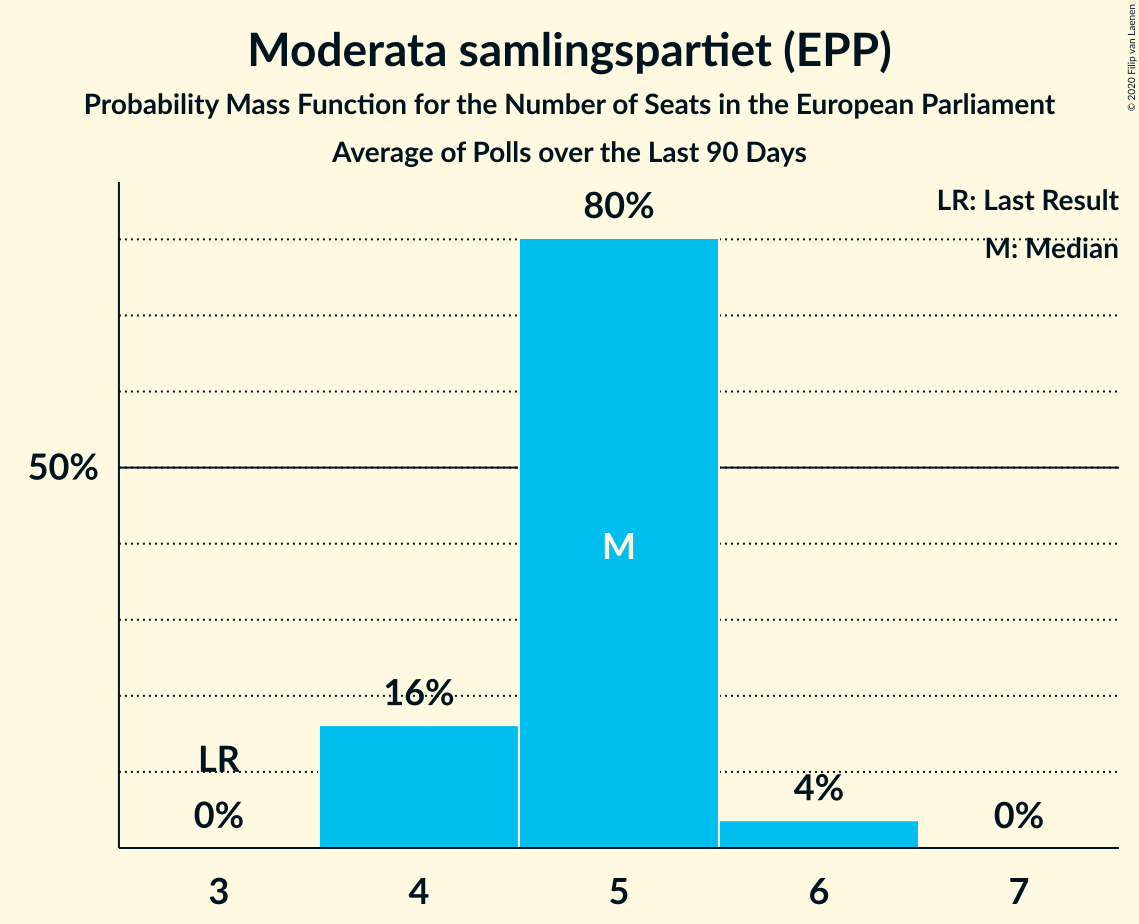 Moderata samlingspartiet (EPP)
Probability Mass Function for the Number of Seats in the European Parliament
Average of Polls over the Last 90 Days
© 2020 Filip van Laenen
LR: Last Result
M: Median
80%
50%
M
16%
LR
0%
4%
0%
3
4
5
6
7